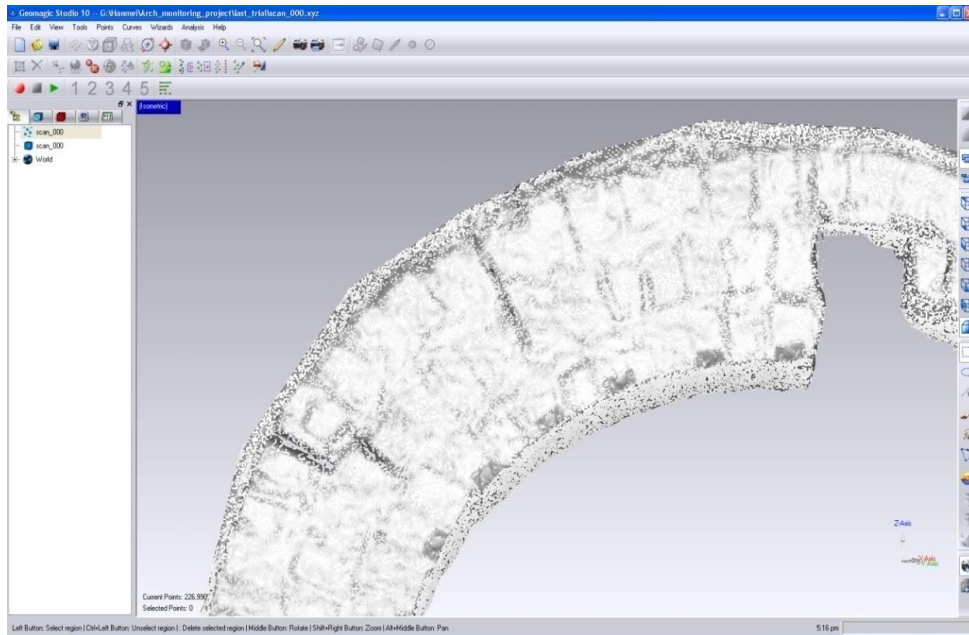 Geomagic Studio 10 -- G:\Hanmei\Arch_monitoring_project\last_trial\scan_000.xyz
File Edit View Tools Points Curves Wizards Analysis Help
1 2 3 4 5
(Isometric)
scan_000
scan_000
World
Z-Axis
X-Axis
Y-Axis
Current Points: 226,990
Selected Points: 0
Left Button: Select region | Ctrl+Left Button: Unselect region | : Delete selected region | Middle Button: Rotate | Shift+Right Button: Zoom | Alt+Middle Button: Pan
5:16 pm